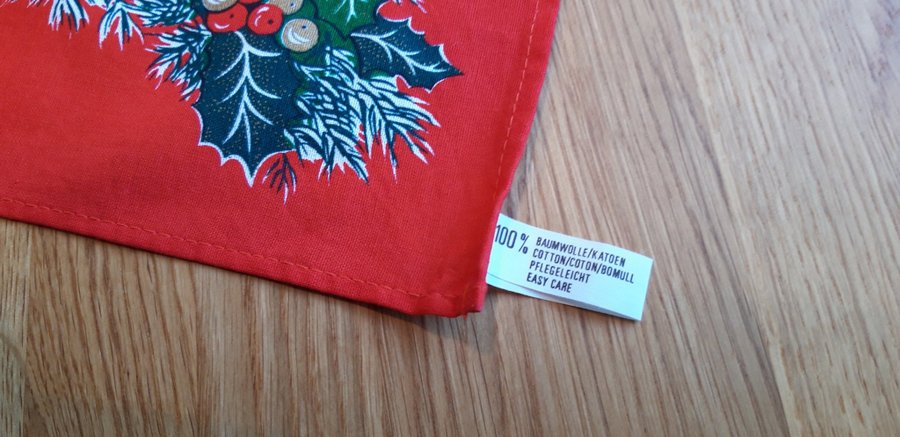 100% BAUMWOLLE/KATOEN
COTTON/COTON/BOMULL
PFLEGELEICHT
EASY CARE